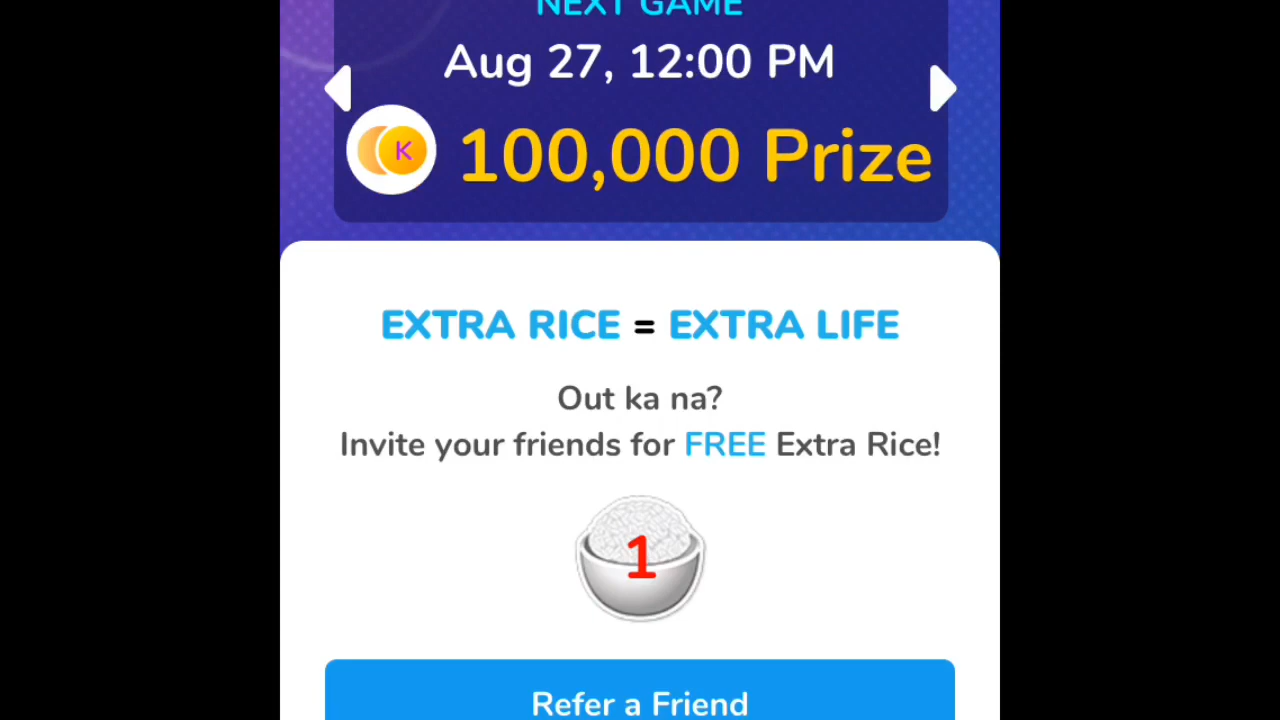 NEXT GAME
Aug 27, 12:00 PM
K 100,000 Prize
EXTRA RICE = EXTRA LIFE
Out ka na?
Invite your friends for FREE Extra Rice!
1
Refer a Friend